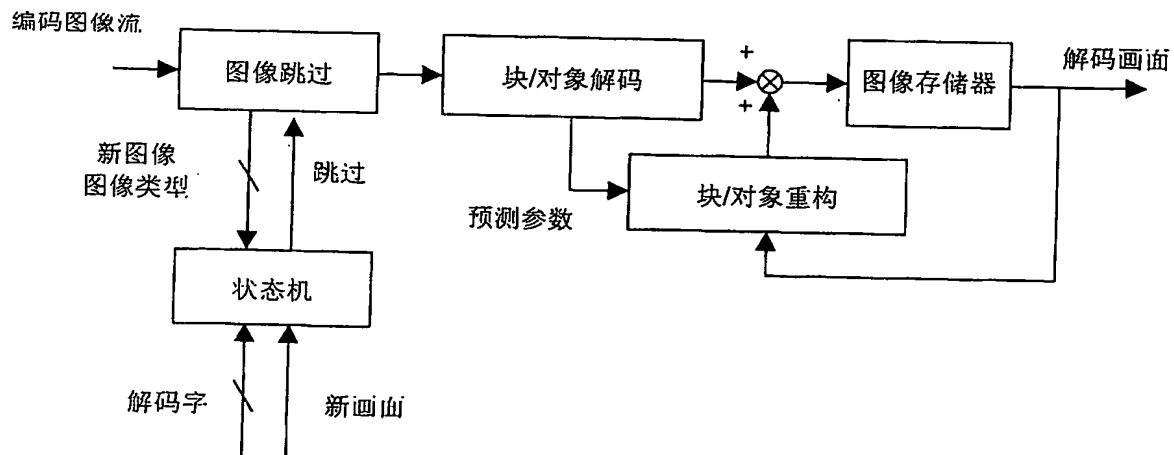 编码图像流
图像跳过
块/对象解码
+
+
图像存储器
解码画面
新图像
图像类型
跳过
预测参数
块/对象重构
状态机
解码字
新画面